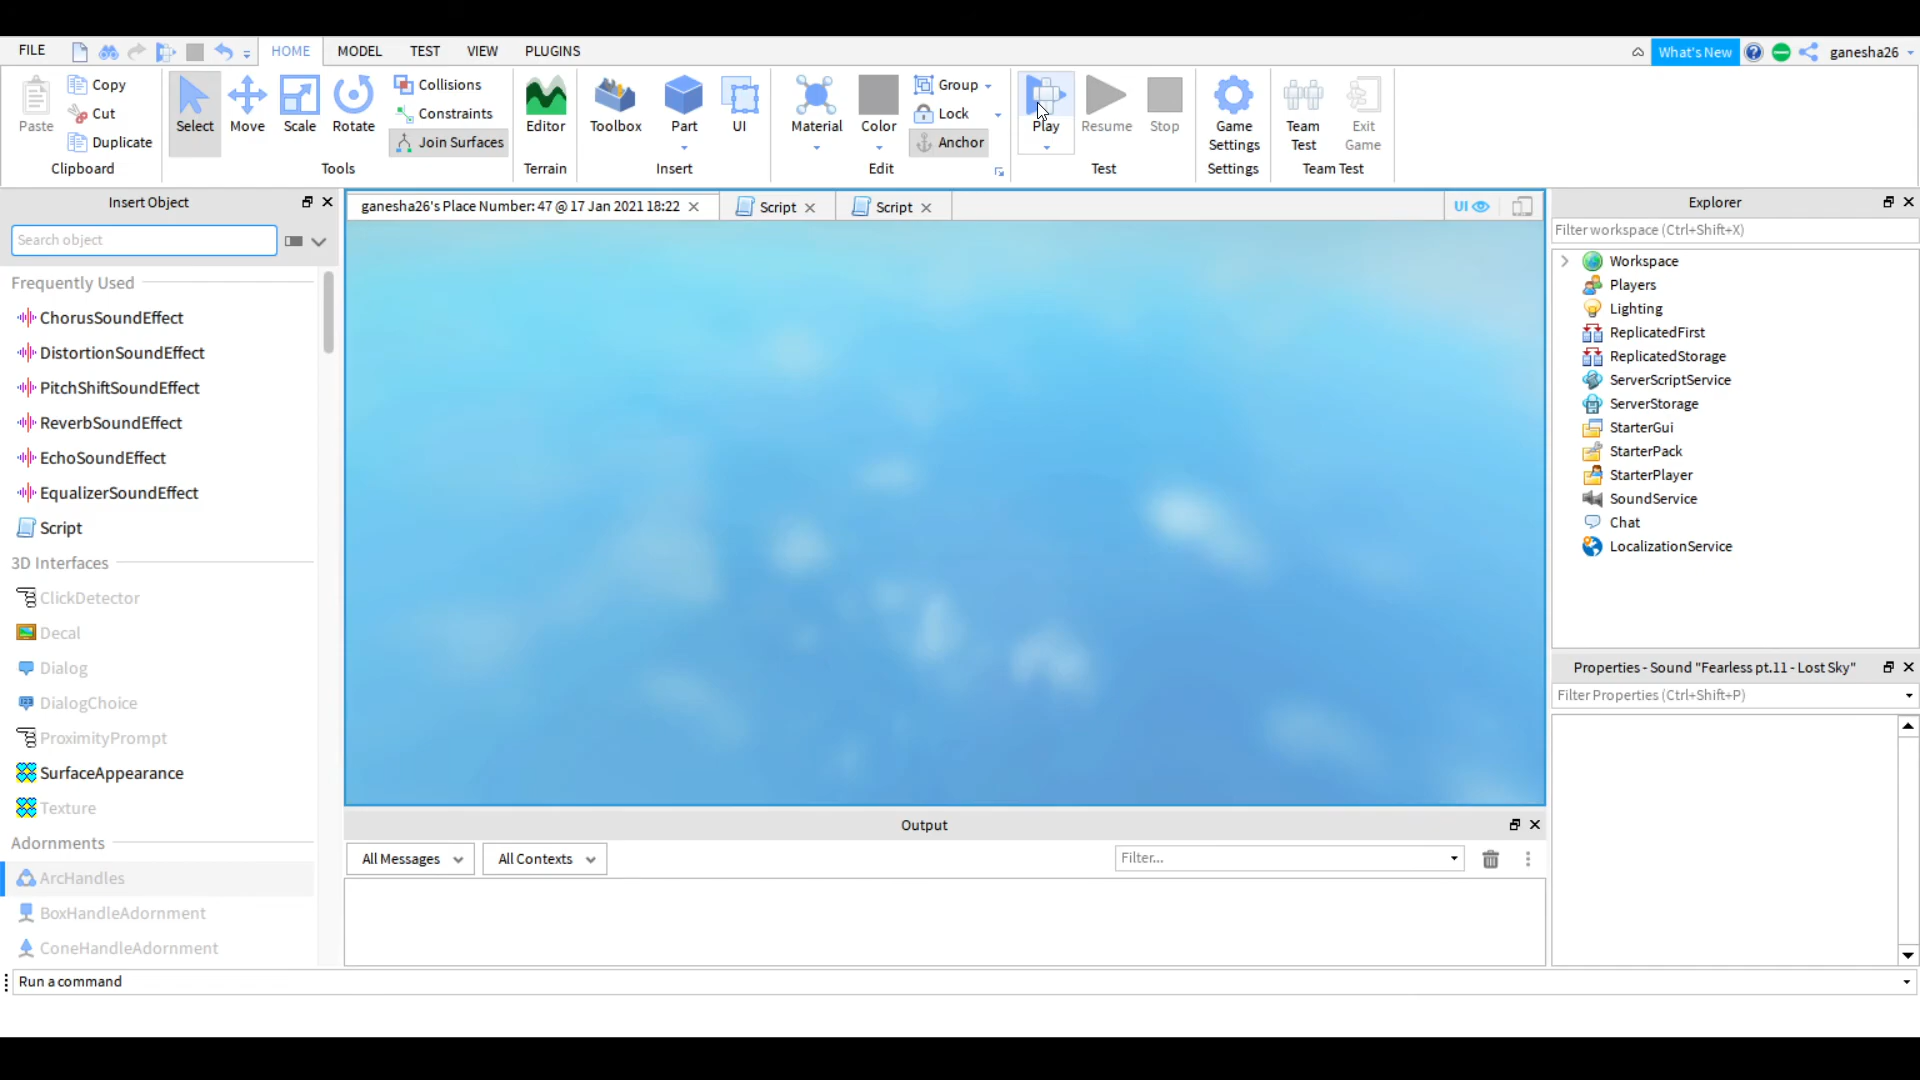 FILE
HOME
MODEL
TEST
VIEW
PLUGINS
What's New
ganesha26
Paste
Copy
Cut
Duplicate
Clipboard
Select
Move
Scale
Rotate
Collisions
Constraints
Join Surfaces
Tools
Editor
Terrain
Toolbox
Part
UI
Insert
Material
Color
Group
Lock
Anchor
Edit
Play
Resume
Stop
Test
Game
Settings
Settings
Team
Test
Exit
Game
Team Test
Insert Object
Search object
Frequently Used
ChorusSoundEffect
DistortionSoundEffect
PitchShiftSoundEffect
ReverbSoundEffect
EchoSoundEffect
EqualizerSoundEffect
Script
3D Interfaces
ClickDetector
Decal
Dialog
DialogChoice
ProximityPrompt
SurfaceAppearance
Texture
Adornments
ArcHandles
BoxHandleAdornment
ConeHandleAdornment
ganesha26's Place Number: 47 @ 17 Jan 2021 18:22
Script
Script
UI
Output
All Messages
All Contexts
Filter...
Explorer
Filter workspace (Ctrl+Shift+X)
Workspace
Players
Lighting
ReplicatedFirst
ReplicatedStorage
ServerScriptService
ServerStorage
StarterGui
StarterPack
StarterPlayer
SoundService
Chat
LocalizationService
Properties - Sound "Fearless pt.11 - Lost Sky"
Filter Properties (Ctrl+Shift+P)
Run a command